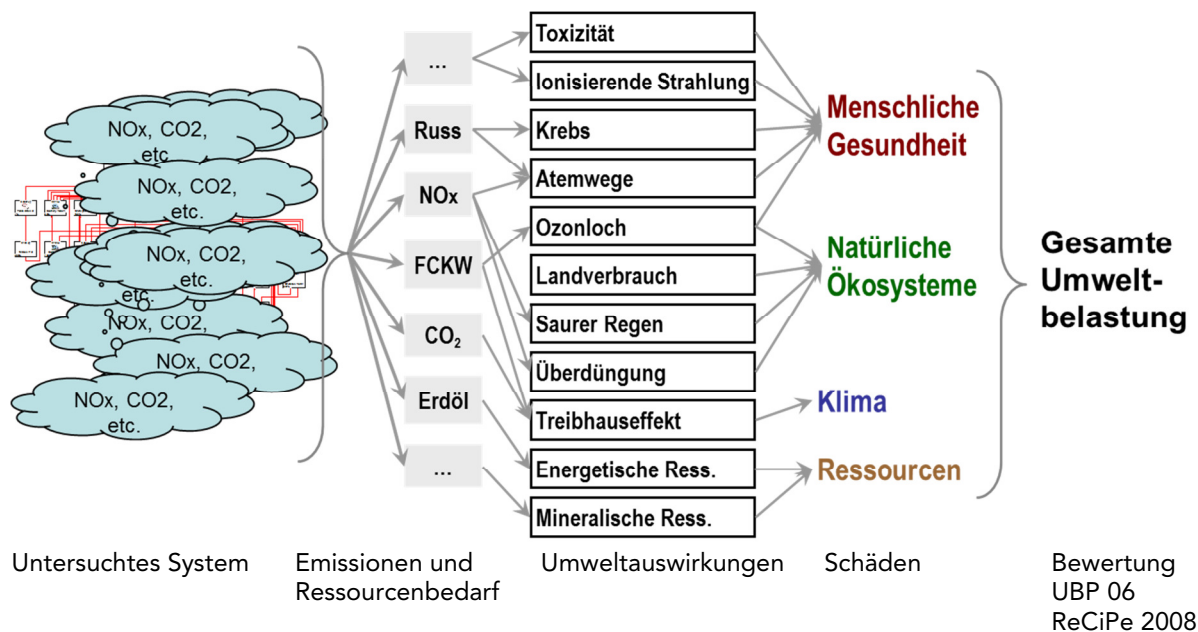 NOx, CO2,
etc
NOx, CO2,
etc.
NOx, CO2,
etc.
etc.
NOx, CO2,
NOx, CO2,
etc.
NOx, CO2,
etc.
...
Russ
NOx
FCKW
CO₂
Erdöl
...
Toxizität
Ionisierende Strahlung
Krebs
Atemwege
Ozonloch
Landverbrauch
Saurer Regen
Überdüngung
Treibhauseffekt
Energetische Ress.
Mineralische Ress.
Menschliche
Gesundheit
Natürliche
Ökosysteme
Klima
Ressourcen
Gesamte
Umwelt-
belastung
Untersuchtes System
Emissionen und
Ressourcenbedarf
Umweltauswirkungen
Schäden
Bewertung
UBP 06
ReCiPe 2008